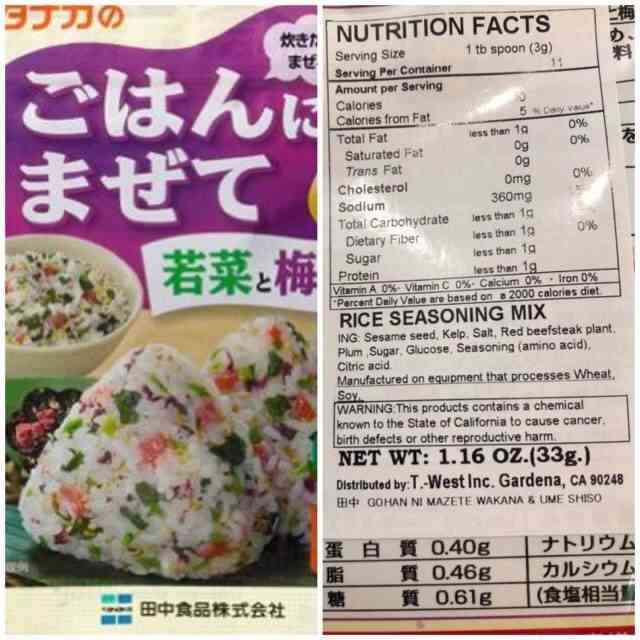 タナカの
炊きた
まぜ
ごはんに
まぜて
若菜と梅
田中食品株式会社
NUTRITION FACTS
Serving Size 1 tb spoon (3g)
Serving Per Container 11
Amount per Serving
Calories 0
Calories from Fat 5 % Daily value*
Total Fat less than 1g 0%
Saturated Fat 0g 0%
Trans Fat 0g
Cholesterol 0mg 0%
Sodium 360mg
Total Carbohydrate less than 1g 0%
Dietary Fiber less than 1g
Sugar less than 1g
Protein less than 1g
Vitamin A 0%· Vitamin C 0%· Calcium 0% · Iron 0%
*Percent Daily Value are based on a 2000 calories diet.
RICE SEASONING MIX
ING: Sesame seed, Kelp, Salt, Red beefsteak plant.
Plum ,Sugar, Glucose, Seasoning (amino acid),
Citric acid.
Manufactured on equpment that processes Wheat,
Soy,.
WARNING:This products contains a chemical
known to the State of California to cause cancer,
birth defects or other reproductive harm.
NET WT: 1.16 OZ.(33g.)
Distributed by:T.-West Inc. Gardena, CA 90248
田中 GOHAN NI MAZETE WAKANA & UME SHISO
蛋白質 0.40g ナトリウム
脂質 0.46g カルシウム
糖質 0.61g (食塩相当量